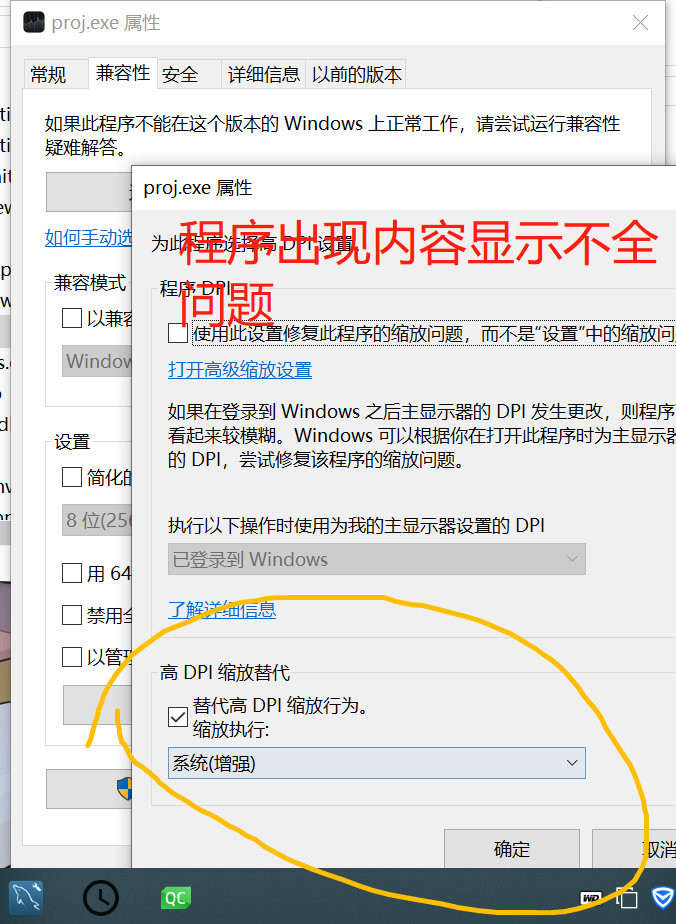 proj.exe 属性
常规
兼容性
安全
详细信息
以前的版本
如果此程序不能在这个版本的 Windows 上正常工作，请尝试运行兼容性
疑难解答。
如何手动选
兼容模式
以兼容
Window
设置
简化的
8 位(256
用 64
禁用全
以管理
proj.exe 属性
为此程序选择高 DPI 设置。
程序出现内容显示不全
问题
程序 DPI
使用此设置修复此程序的缩放问题，而不是“设置”中的缩放问
打开高级缩放设置
如果在登录到 Windows 之后主显示器的 DPI 发生更改，则程序
看起来较模糊。Windows 可以根据你在打开此程序时为主显示器
的 DPI，尝试修复该程序的缩放问题。
执行以下操作时使用为我的主显示器设置的 DPI
已登录到 Windows
了解详细信息
高 DPI 缩放替代
替代高 DPI 缩放行为。
缩放执行:
系统(增强)
确定
取消
QC
WD